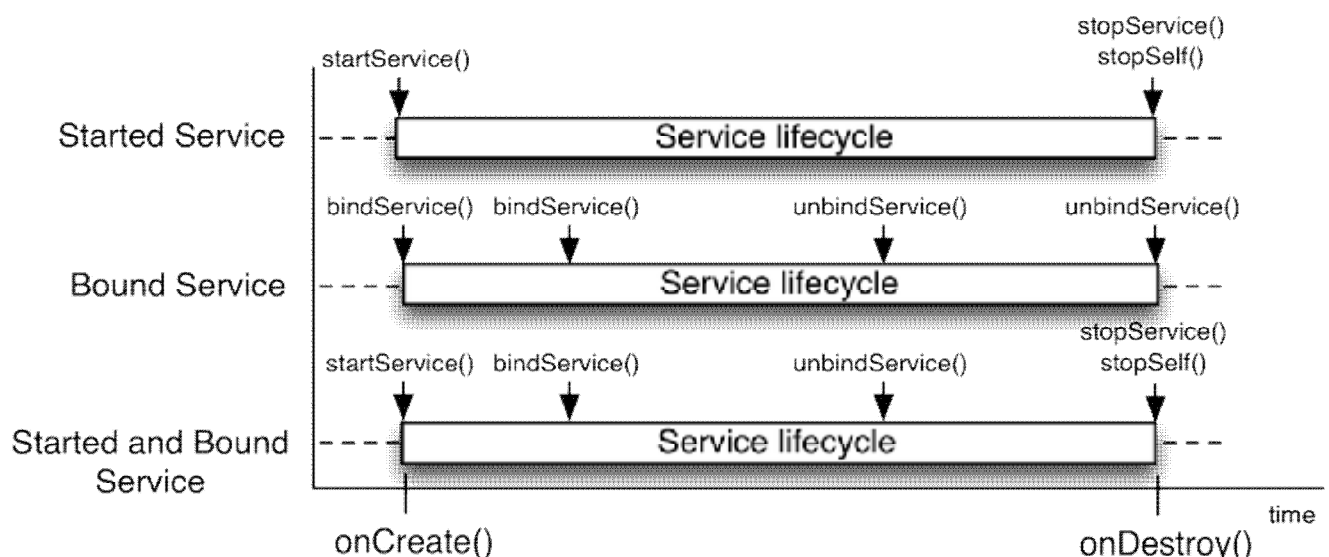 stopService()
startService() stopSelf()
Started Service Service lifecycle
bindService() bindService() unbindService() unbindService()
Bound Service Service lifecycle
stopService()
startService() bindService() unbindService() stopSelf()
Started and Bound Service lifecycle
Service
time
onCreate() onDestroy()